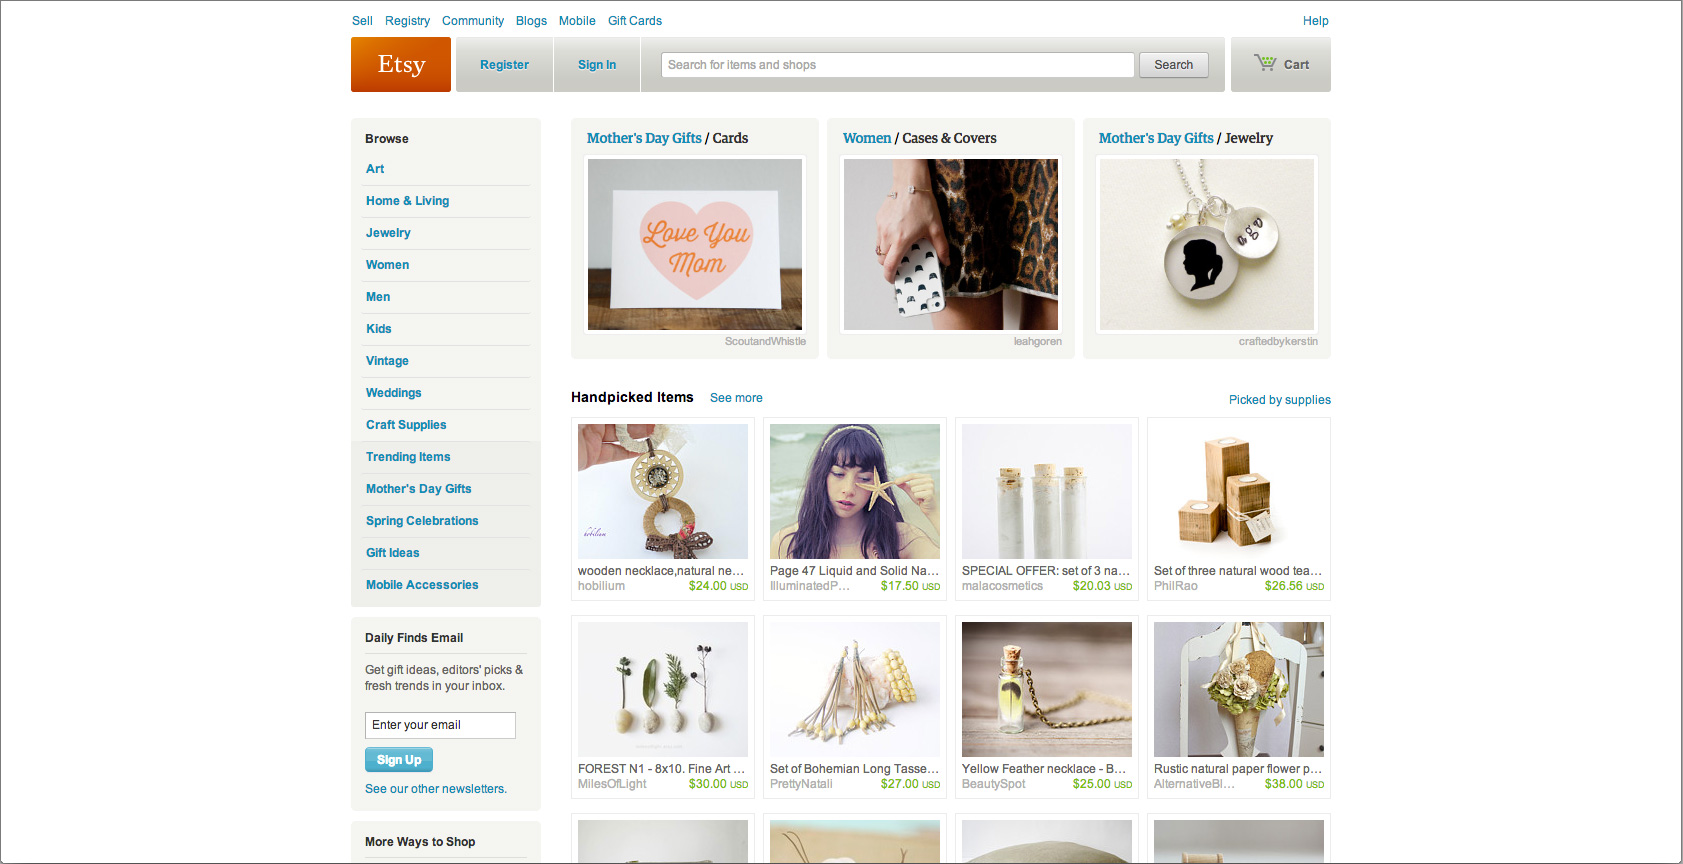 Sell Registry Community Blogs Mobile Gift Cards Help
Etsy Register Sign In Search for items and shops Search Cart
Browse
Art
Home & Living
Jewelry
Women
Men
Kids
Vintage
Weddings
Craft Supplies
Trending Items
Mother's Day Gifts
Spring Celebrations
Gift Ideas
Mobile Accessories
Daily Finds Email
Get gift ideas, editors' picks &
fresh trends in your inbox.
Enter your email
Sign Up
See our other newsletters.
More Ways to Shop
Mother's Day Gifts / Cards
Love You
Mom
ScoutandWhistle
Women / Cases & Covers
leahgoren
Mother's Day Gifts / Jewelry
ago
craftedbykerstin
Handpicked Items See more Picked by supplies
hobilium
wooden necklace,natural ne...
hobilium $24.00 USD
Page 47 Liquid and Solid Na...
IlluminatedP... $17.50 USD
SPECIAL OFFER: set of 3 na...
malacosmetics $20.03 USD
Set of three natural wood tea...
PhilRao $26.56 USD
FOREST N1 - 8x10. Fine Art ...
MilesOfLight $30.00 USD
Set of Bohemian Long Tasse...
PrettyNatali $27.00 USD
Yellow Feather necklace - B...
BeautySpot $25.00 USD
Rustic natural paper flower p...
AlternativeBl... $38.00 USD